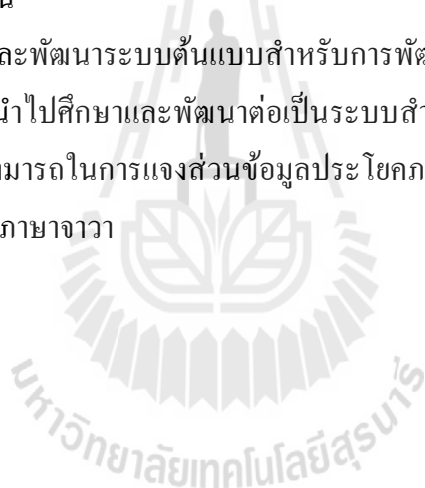 น
ละพัฒนาระบบต้นแบบสำหรับการพัฒ
นำไปศึกษาและพัฒนาต่อเป็นระบบสำ
ามารถในการแจงส่วนข้อมูลประโยคภ
ภาษาจาวา
มหาวิทยาลัยเทคโนโลยีสุรนารี